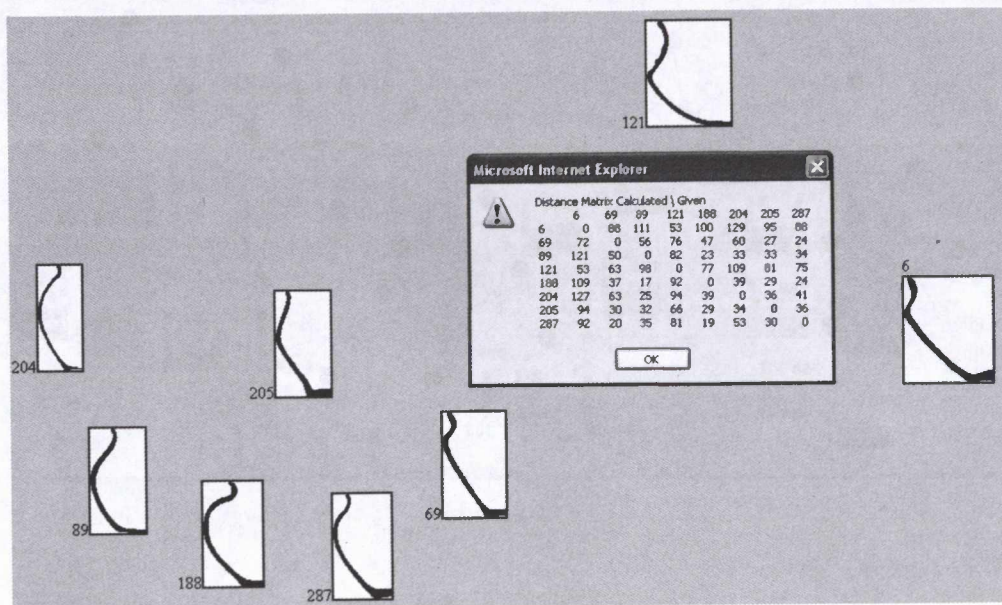 121
Microsoft Internet Explorer
Distance Matrix Calculated \ Given
6 69 89 121 188 204 205 287
6 0 88 111 53 100 129 95 88
69 72 0 56 76 47 60 27 24
89 121 50 0 82 23 33 33 34
121 53 63 98 0 77 109 81 75
188 109 37 17 92 0 39 29 24
204 127 63 25 94 39 0 36 41
205 94 30 32 66 29 34 0 36
287 92 20 35 81 19 53 30 0
OK
6
204
205
69
89
188
287